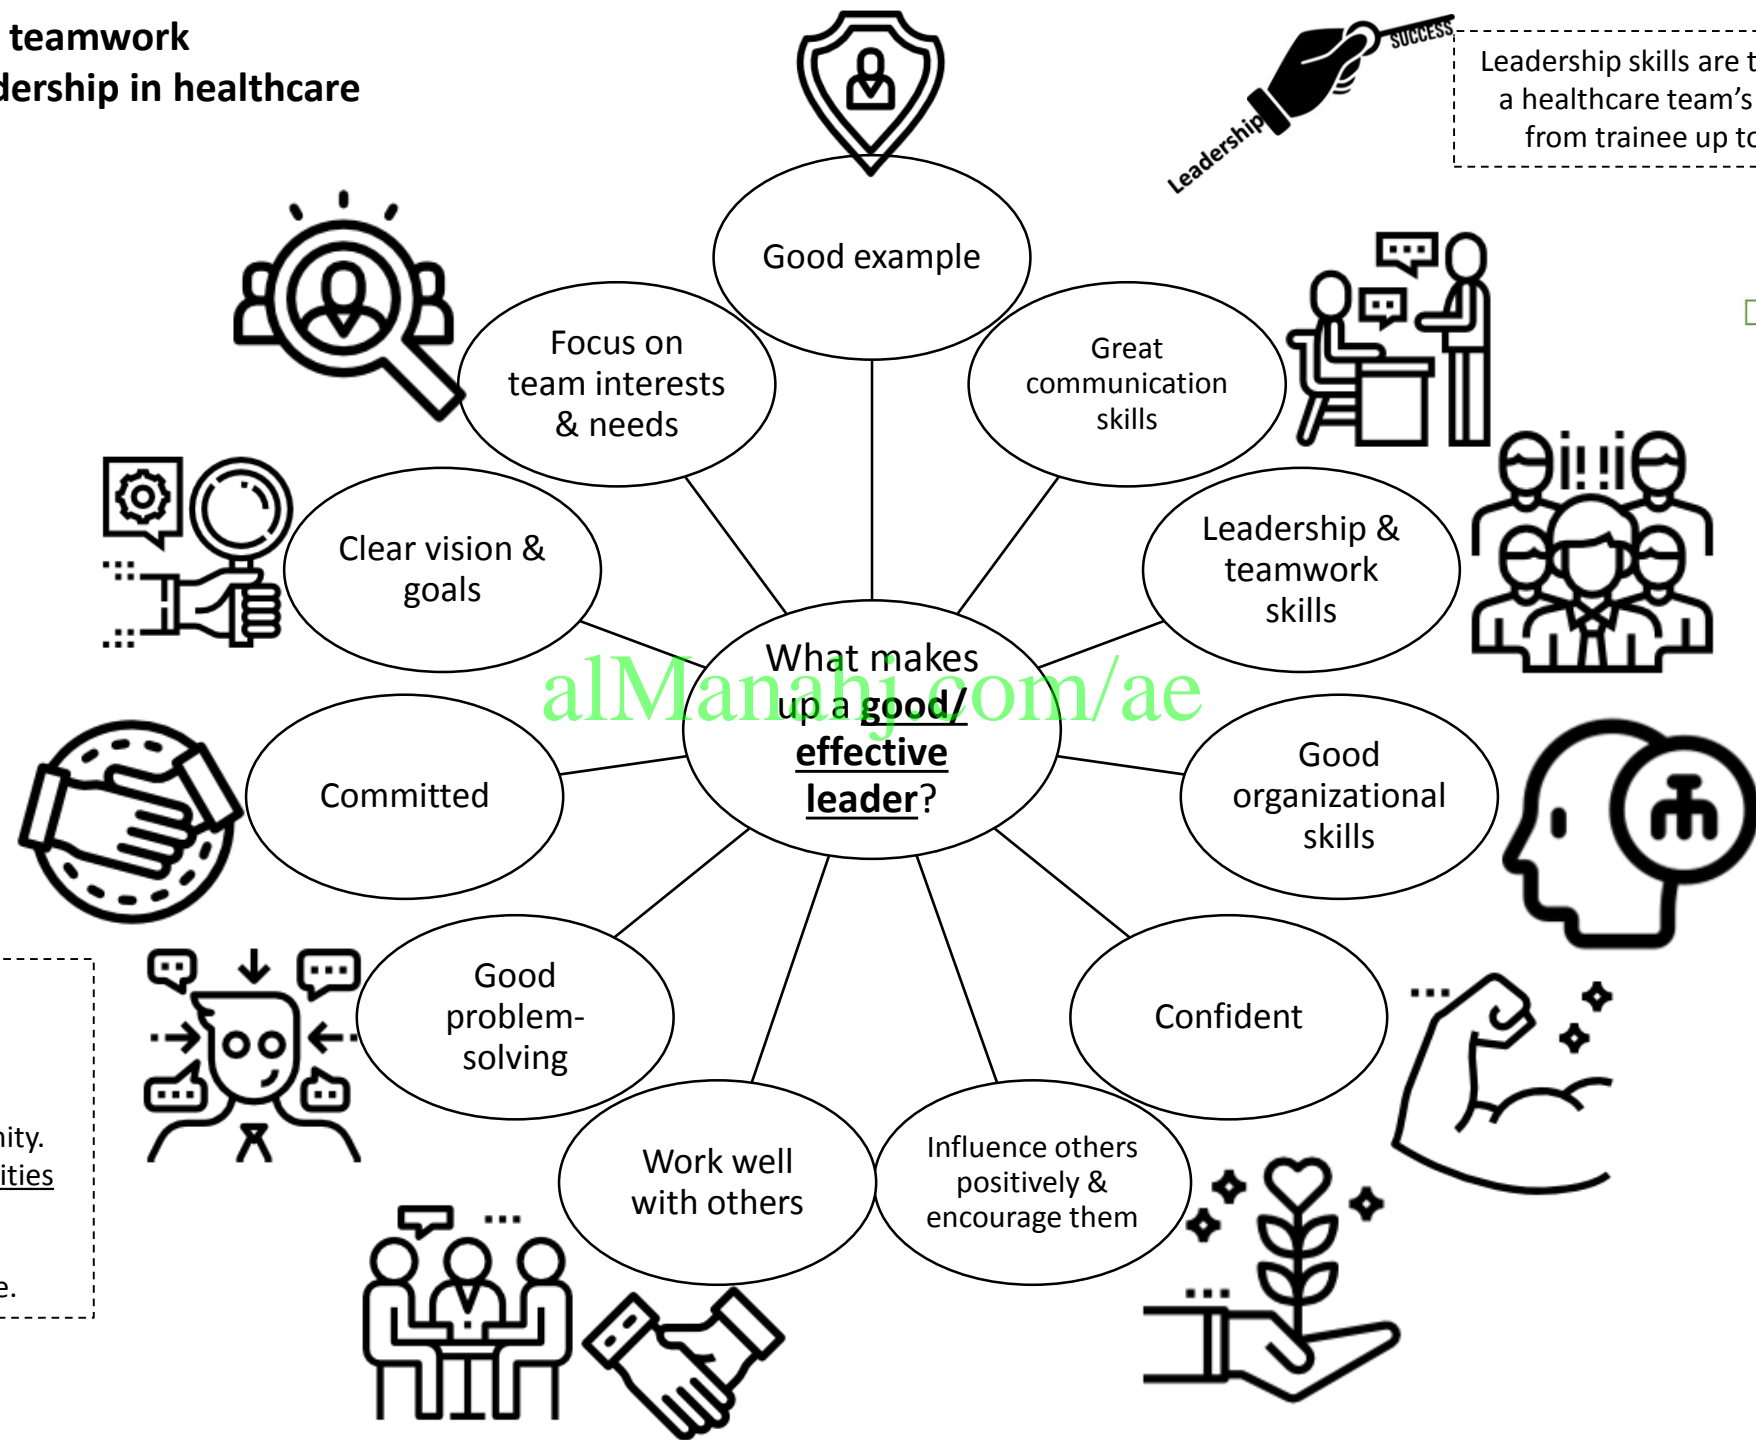 teamwork
dership in healthcare
SUCCESS
Leadership
Leadership skills are t
a healthcare team's
from trainee up to
Good example
Focus on
team interests
& needs
Great
communication
skills
Clear vision &
goals
Leadership &
teamwork
skills
What makes
up a good/
effective
leader?
alManahj.com/ae
Committed
Good
organizational
skills
Good
problem-
solving
Confident
Work well
with others
Influence others
positively &
encourage them
nity.
ities
e.